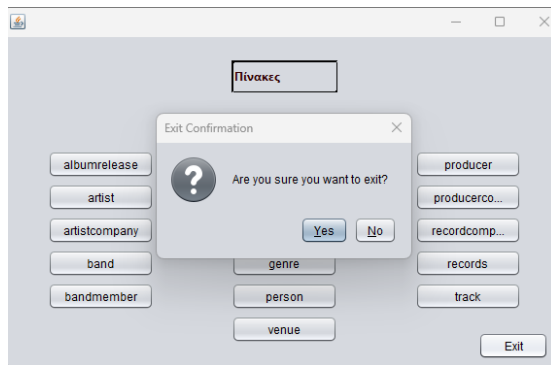 Πίνακες
Exit Confirmation
Are you sure you want to exit?
Yes
No
albumrelease
artist
artistcompany
band
bandmember
genre
person
venue
producer
producerco...
recordcomp...
records
track
Exit